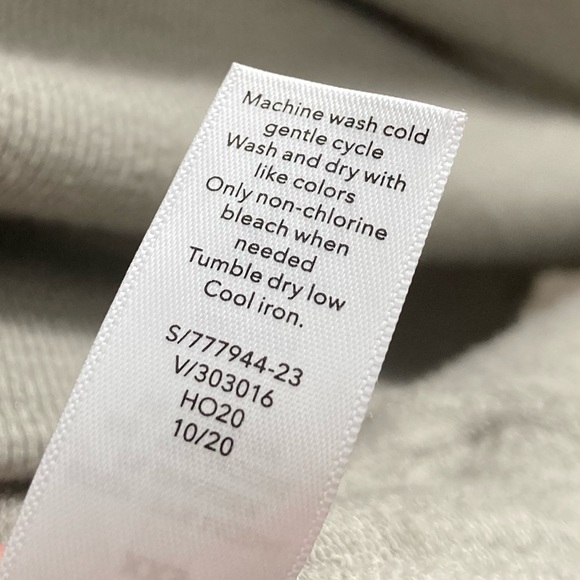 Machine wash cold
gentle cycle
Wash and dry with
like colors
Only non-chlorine
bleach when
needed
Tumble dry low
Cool iron.
S/777944-23
V/303016
HO20
10/20